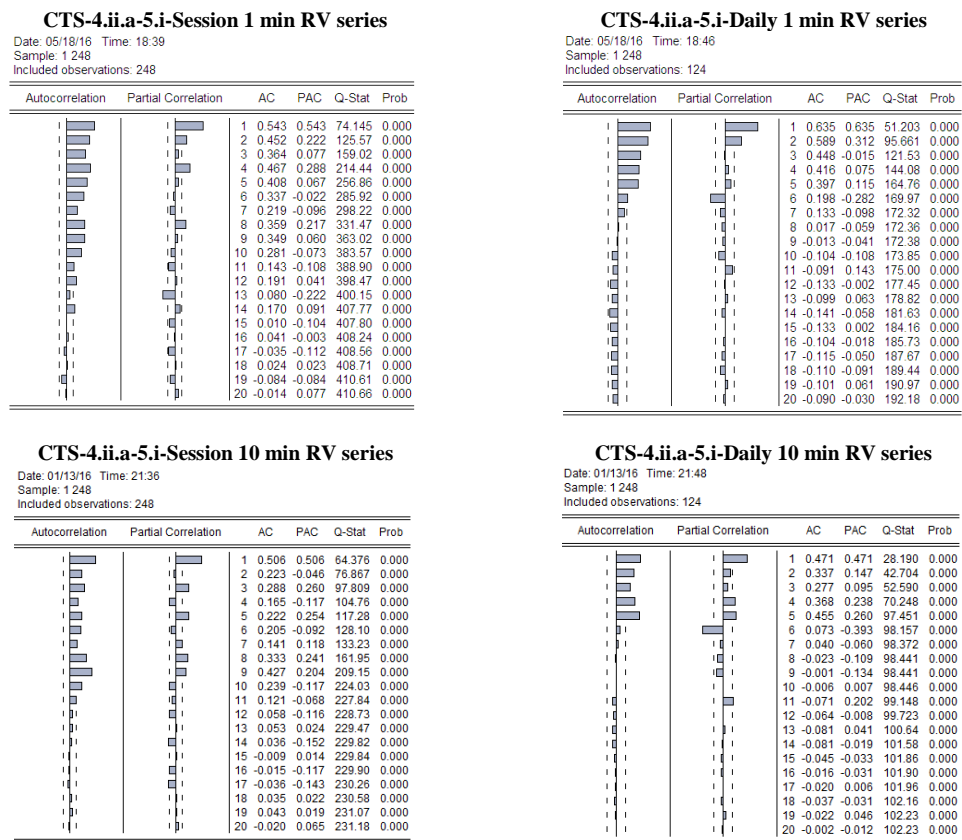 CTS-4.ii.a-5.i-Session 1 min RV series
Date: 05/18/16 Time: 18:39
Sample: 1 248
Included observations: 248
Autocorrelation Partial Correlation AC PAC Q-Stat Prob
1 0.543 0.543 74.145 0.000
2 0.452 0.222 125.57 0.000
3 0.364 0.077 159.02 0.000
4 0.467 0.288 214.44 0.000
5 0.408 0.067 256.86 0.000
6 0.337 -0.022 285.92 0.000
7 0.219 -0.096 298.22 0.000
8 0.359 0.217 331.47 0.000
9 0.349 0.060 363.02 0.000
10 0.281 -0.073 383.57 0.000
11 0.143 -0.108 388.90 0.000
12 0.191 0.041 398.47 0.000
13 0.080 -0.222 400.15 0.000
14 0.170 0.091 407.77 0.000
15 0.010 -0.104 407.80 0.000
16 0.041 -0.003 408.24 0.000
17 -0.035 -0.112 408.56 0.000
18 0.024 0.023 408.71 0.000
19 -0.084 -0.084 410.61 0.000
20 -0.014 0.077 410.66 0.000
CTS-4.ii.a-5.i-Daily 1 min RV series
Date: 05/18/16 Time: 18:46
Sample: 1 248
Included observations: 124
Autocorrelation Partial Correlation AC PAC Q-Stat Prob
1 0.635 0.635 51.203 0.000
2 0.589 0.312 95.661 0.000
3 0.448 -0.015 121.53 0.000
4 0.416 0.075 144.08 0.000
5 0.397 0.115 164.76 0.000
6 0.198 -0.282 169.97 0.000
7 0.133 -0.098 172.32 0.000
8 0.017 -0.059 172.36 0.000
9 -0.013 -0.041 172.38 0.000
10 -0.104 -0.108 173.85 0.000
11 -0.091 0.143 175.00 0.000
12 -0.133 -0.002 177.45 0.000
13 -0.099 0.063 178.82 0.000
14 -0.141 -0.058 181.63 0.000
15 -0.133 0.002 184.16 0.000
16 -0.104 -0.018 185.73 0.000
17 -0.115 -0.050 187.67 0.000
18 -0.110 -0.091 189.44 0.000
19 -0.101 0.061 190.97 0.000
20 -0.090 -0.030 192.18 0.000
CTS-4.ii.a-5.i-Session 10 min RV series
Date: 01/13/16 Time: 21:36
Sample: 1 248
Included observations: 248
Autocorrelation Partial Correlation AC PAC Q-Stat Prob
1 0.506 0.506 64.376 0.000
2 0.223 -0.046 76.867 0.000
3 0.288 0.260 97.809 0.000
4 0.165 -0.117 104.76 0.000
5 0.222 0.254 117.28 0.000
6 0.205 -0.092 128.10 0.000
7 0.141 0.118 133.23 0.000
8 0.333 0.241 161.95 0.000
9 0.427 0.204 209.15 0.000
10 0.239 -0.117 224.03 0.000
11 0.121 -0.068 227.84 0.000
12 0.058 -0.116 228.73 0.000
13 0.053 0.024 229.47 0.000
14 0.036 -0.152 229.82 0.000
15 -0.009 0.014 229.84 0.000
16 -0.015 -0.117 229.90 0.000
17 -0.036 -0.143 230.26 0.000
18 0.035 0.022 230.58 0.000
19 0.043 0.019 231.07 0.000
20 -0.020 0.065 231.18 0.000
CTS-4.ii.a-5.i-Daily 10 min RV series
Date: 01/13/16 Time: 21:48
Sample: 1 248
Included observations: 124
Autocorrelation Partial Correlation AC PAC Q-Stat Prob
1 0.471 0.471 28.190 0.000
2 0.337 0.147 42.704 0.000
3 0.277 0.095 52.590 0.000
4 0.368 0.238 70.248 0.000
5 0.455 0.260 97.451 0.000
6 0.073 -0.393 98.157 0.000
7 0.040 -0.060 98.372 0.000
8 -0.023 -0.109 98.441 0.000
9 -0.001 -0.134 98.441 0.000
10 -0.006 0.007 98.446 0.000
11 -0.071 0.202 99.148 0.000
12 -0.064 -0.008 99.723 0.000
13 -0.081 0.041 100.64 0.000
14 -0.081 -0.019 101.58 0.000
15 -0.045 -0.033 101.86 0.000
16 -0.016 -0.031 101.90 0.000
17 -0.020 0.006 101.96 0.000
18 -0.037 -0.031 102.16 0.000
19 -0.022 0.046 102.23 0.000
20 -0.002 -0.012 102.23 0.000